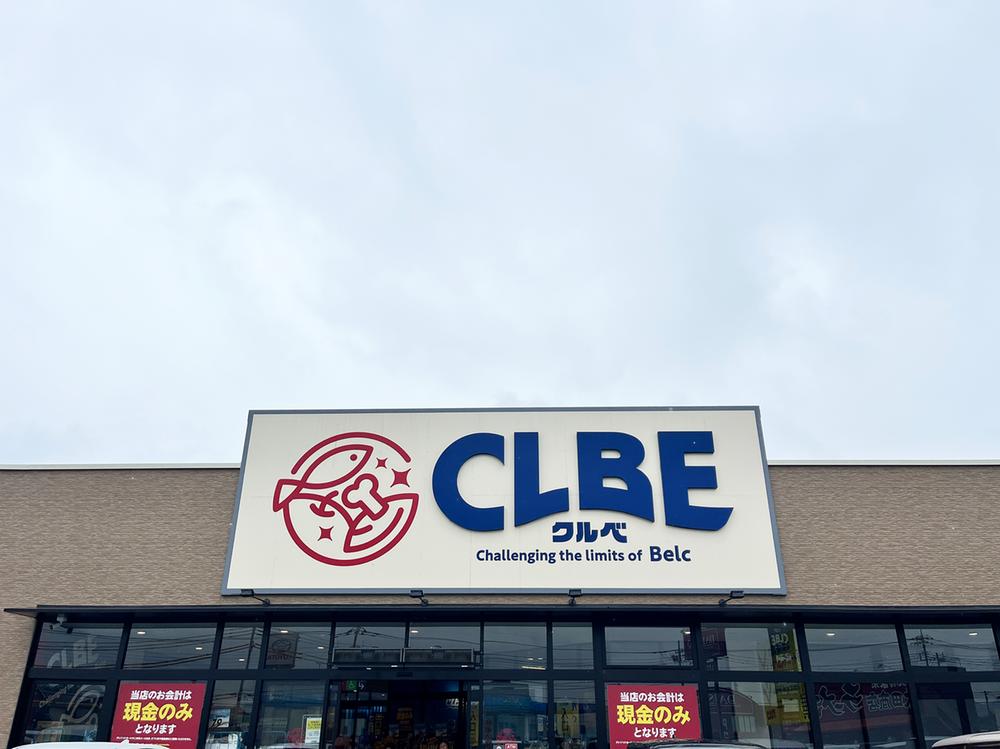 CLBE
クルベ
Challenging the limits of Belc
当店のお会計は
現金のみ
となります
当店のお会計は
現金のみ
となります